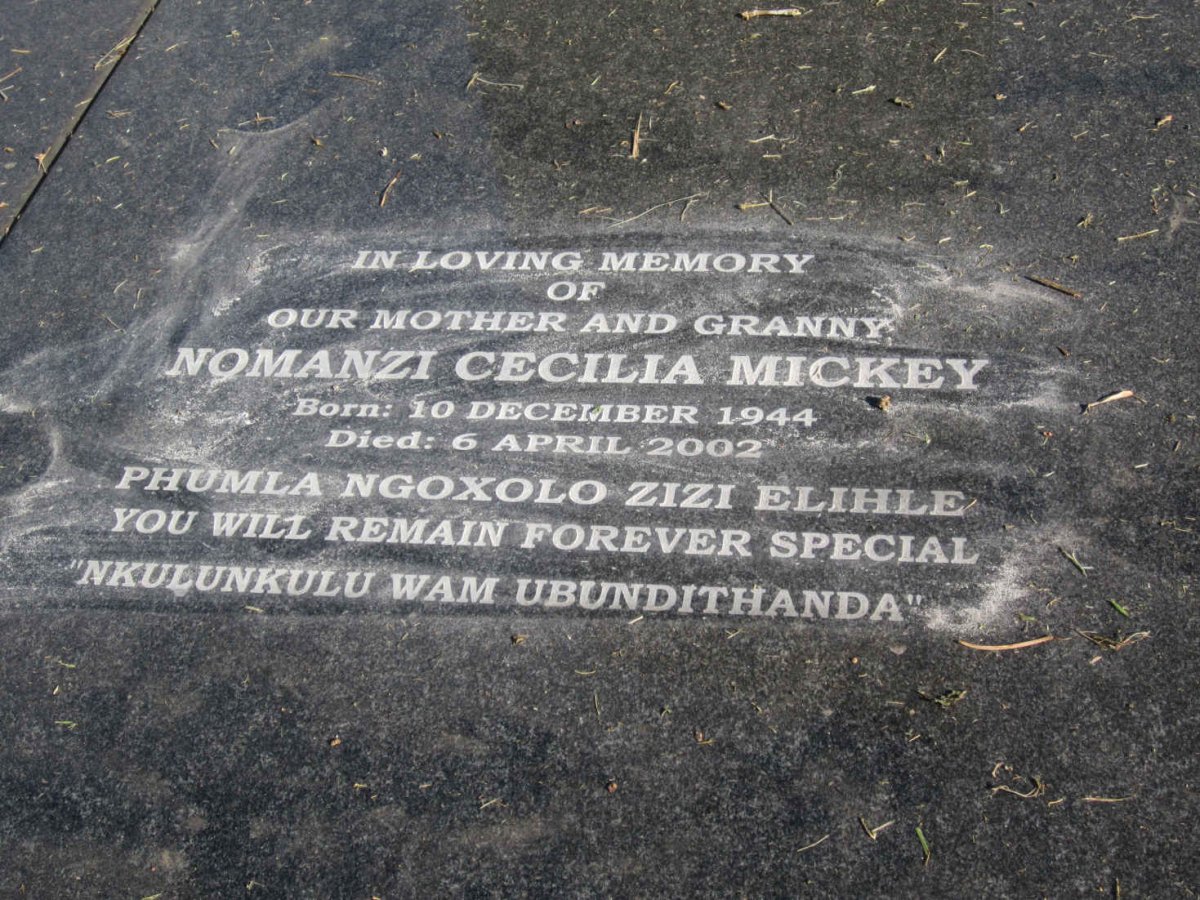 IN LOVING MEMORY
OF
OUR MOTHER AND GRANNY
NOMANZI CECILIA MICKEY
Born: 10 DECEMBER 1944
Died: 6 APRIL 2002
PHUMLA NGOXOLO ZIZI ELIHLE
YOU WILL REMAIN FOREVER SPECIAL
"NKULUNKULU WAM UBUNDITHANDA"